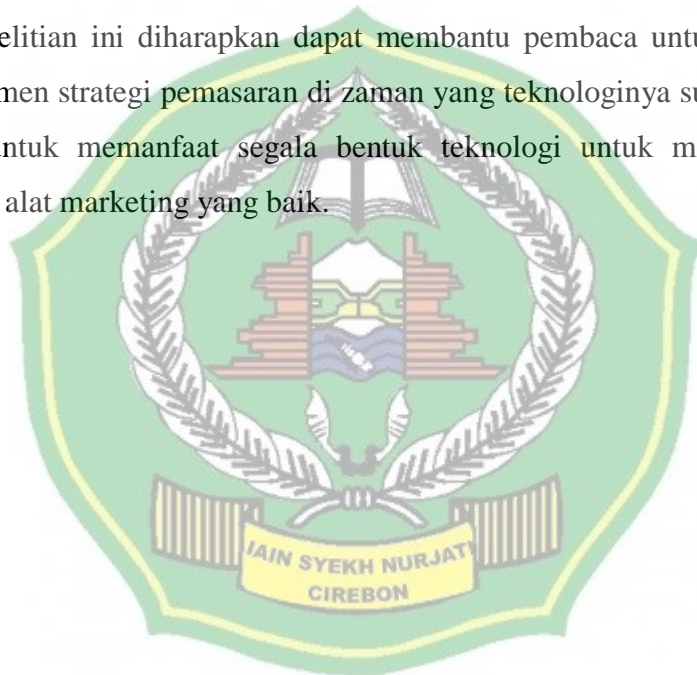 elitian ini diharapkan dapat membantu pembaca untu
men strategi pemasaran di zaman yang teknologinya su
ntuk memanfaat segala bentuk teknologi untuk m
alat marketing yang baik.
IAIN SYEKH NURJATI
CIREBON